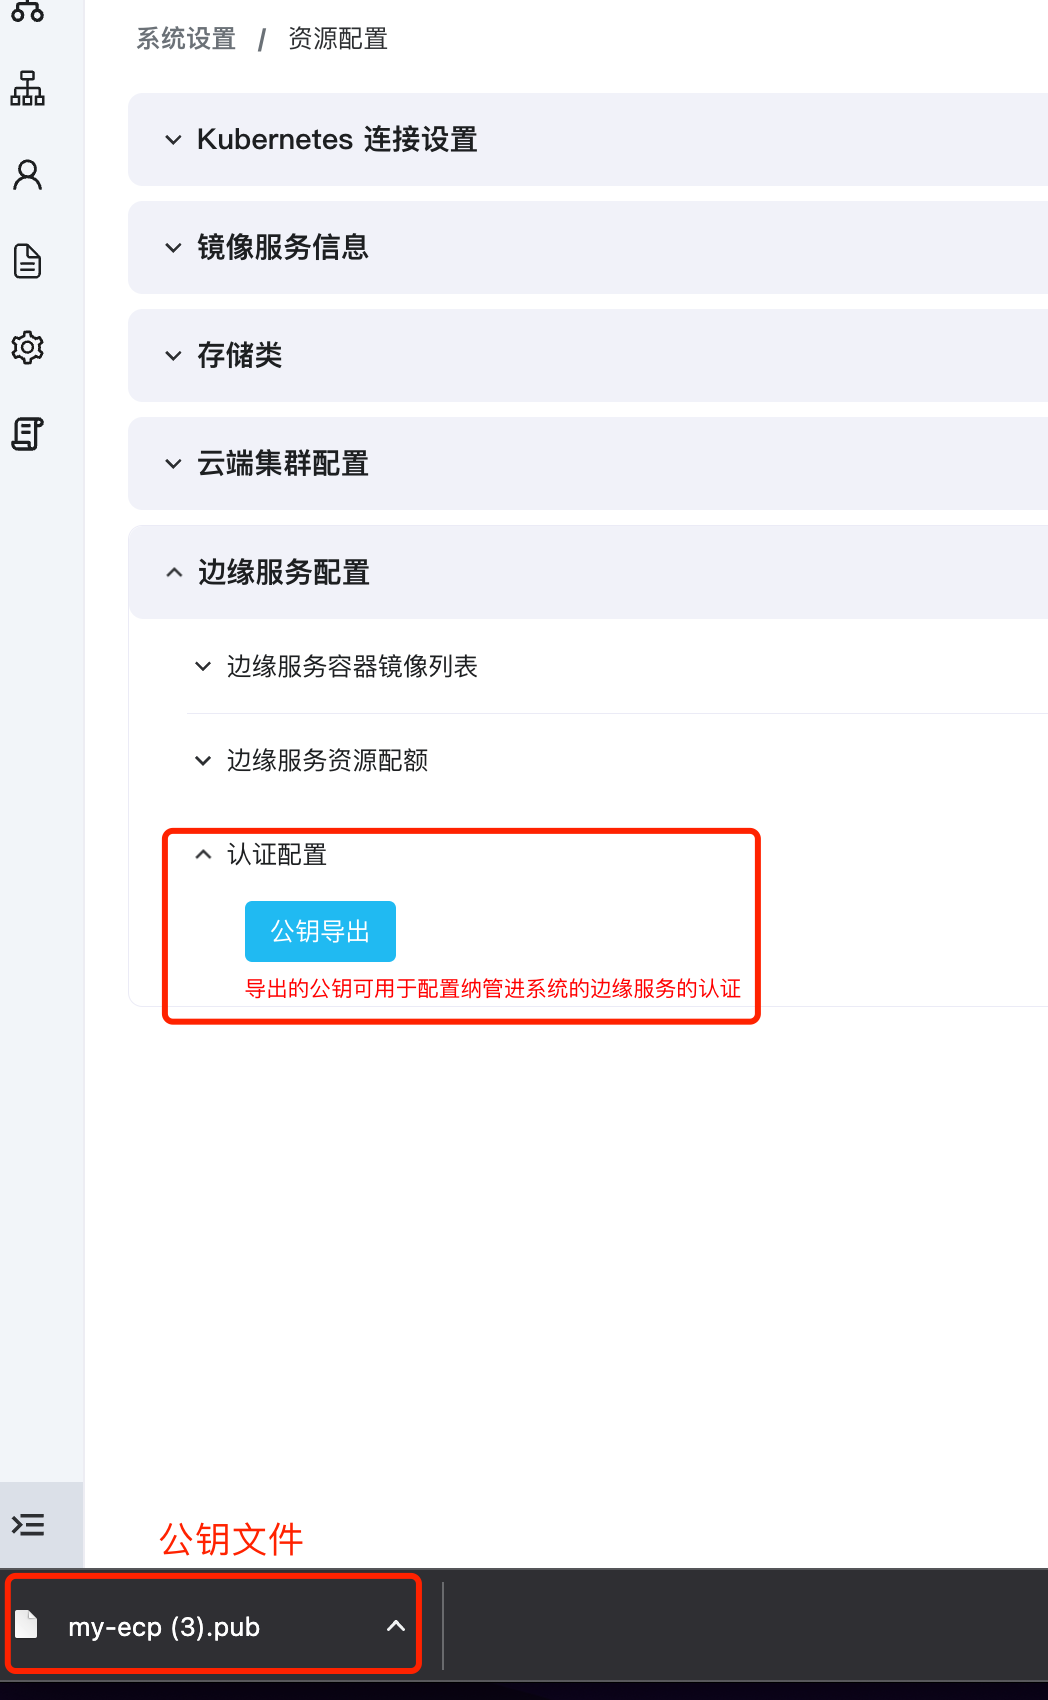 系统设置 / 资源配置
Kubernetes 连接设置
镜像服务信息
存储类
云端集群配置
边缘服务配置
边缘服务容器镜像列表
边缘服务资源配额
认证配置
公钥导出
导出的公钥可用于配置纳管进系统的边缘服务的认证
公钥文件
my-ecp (3).pub